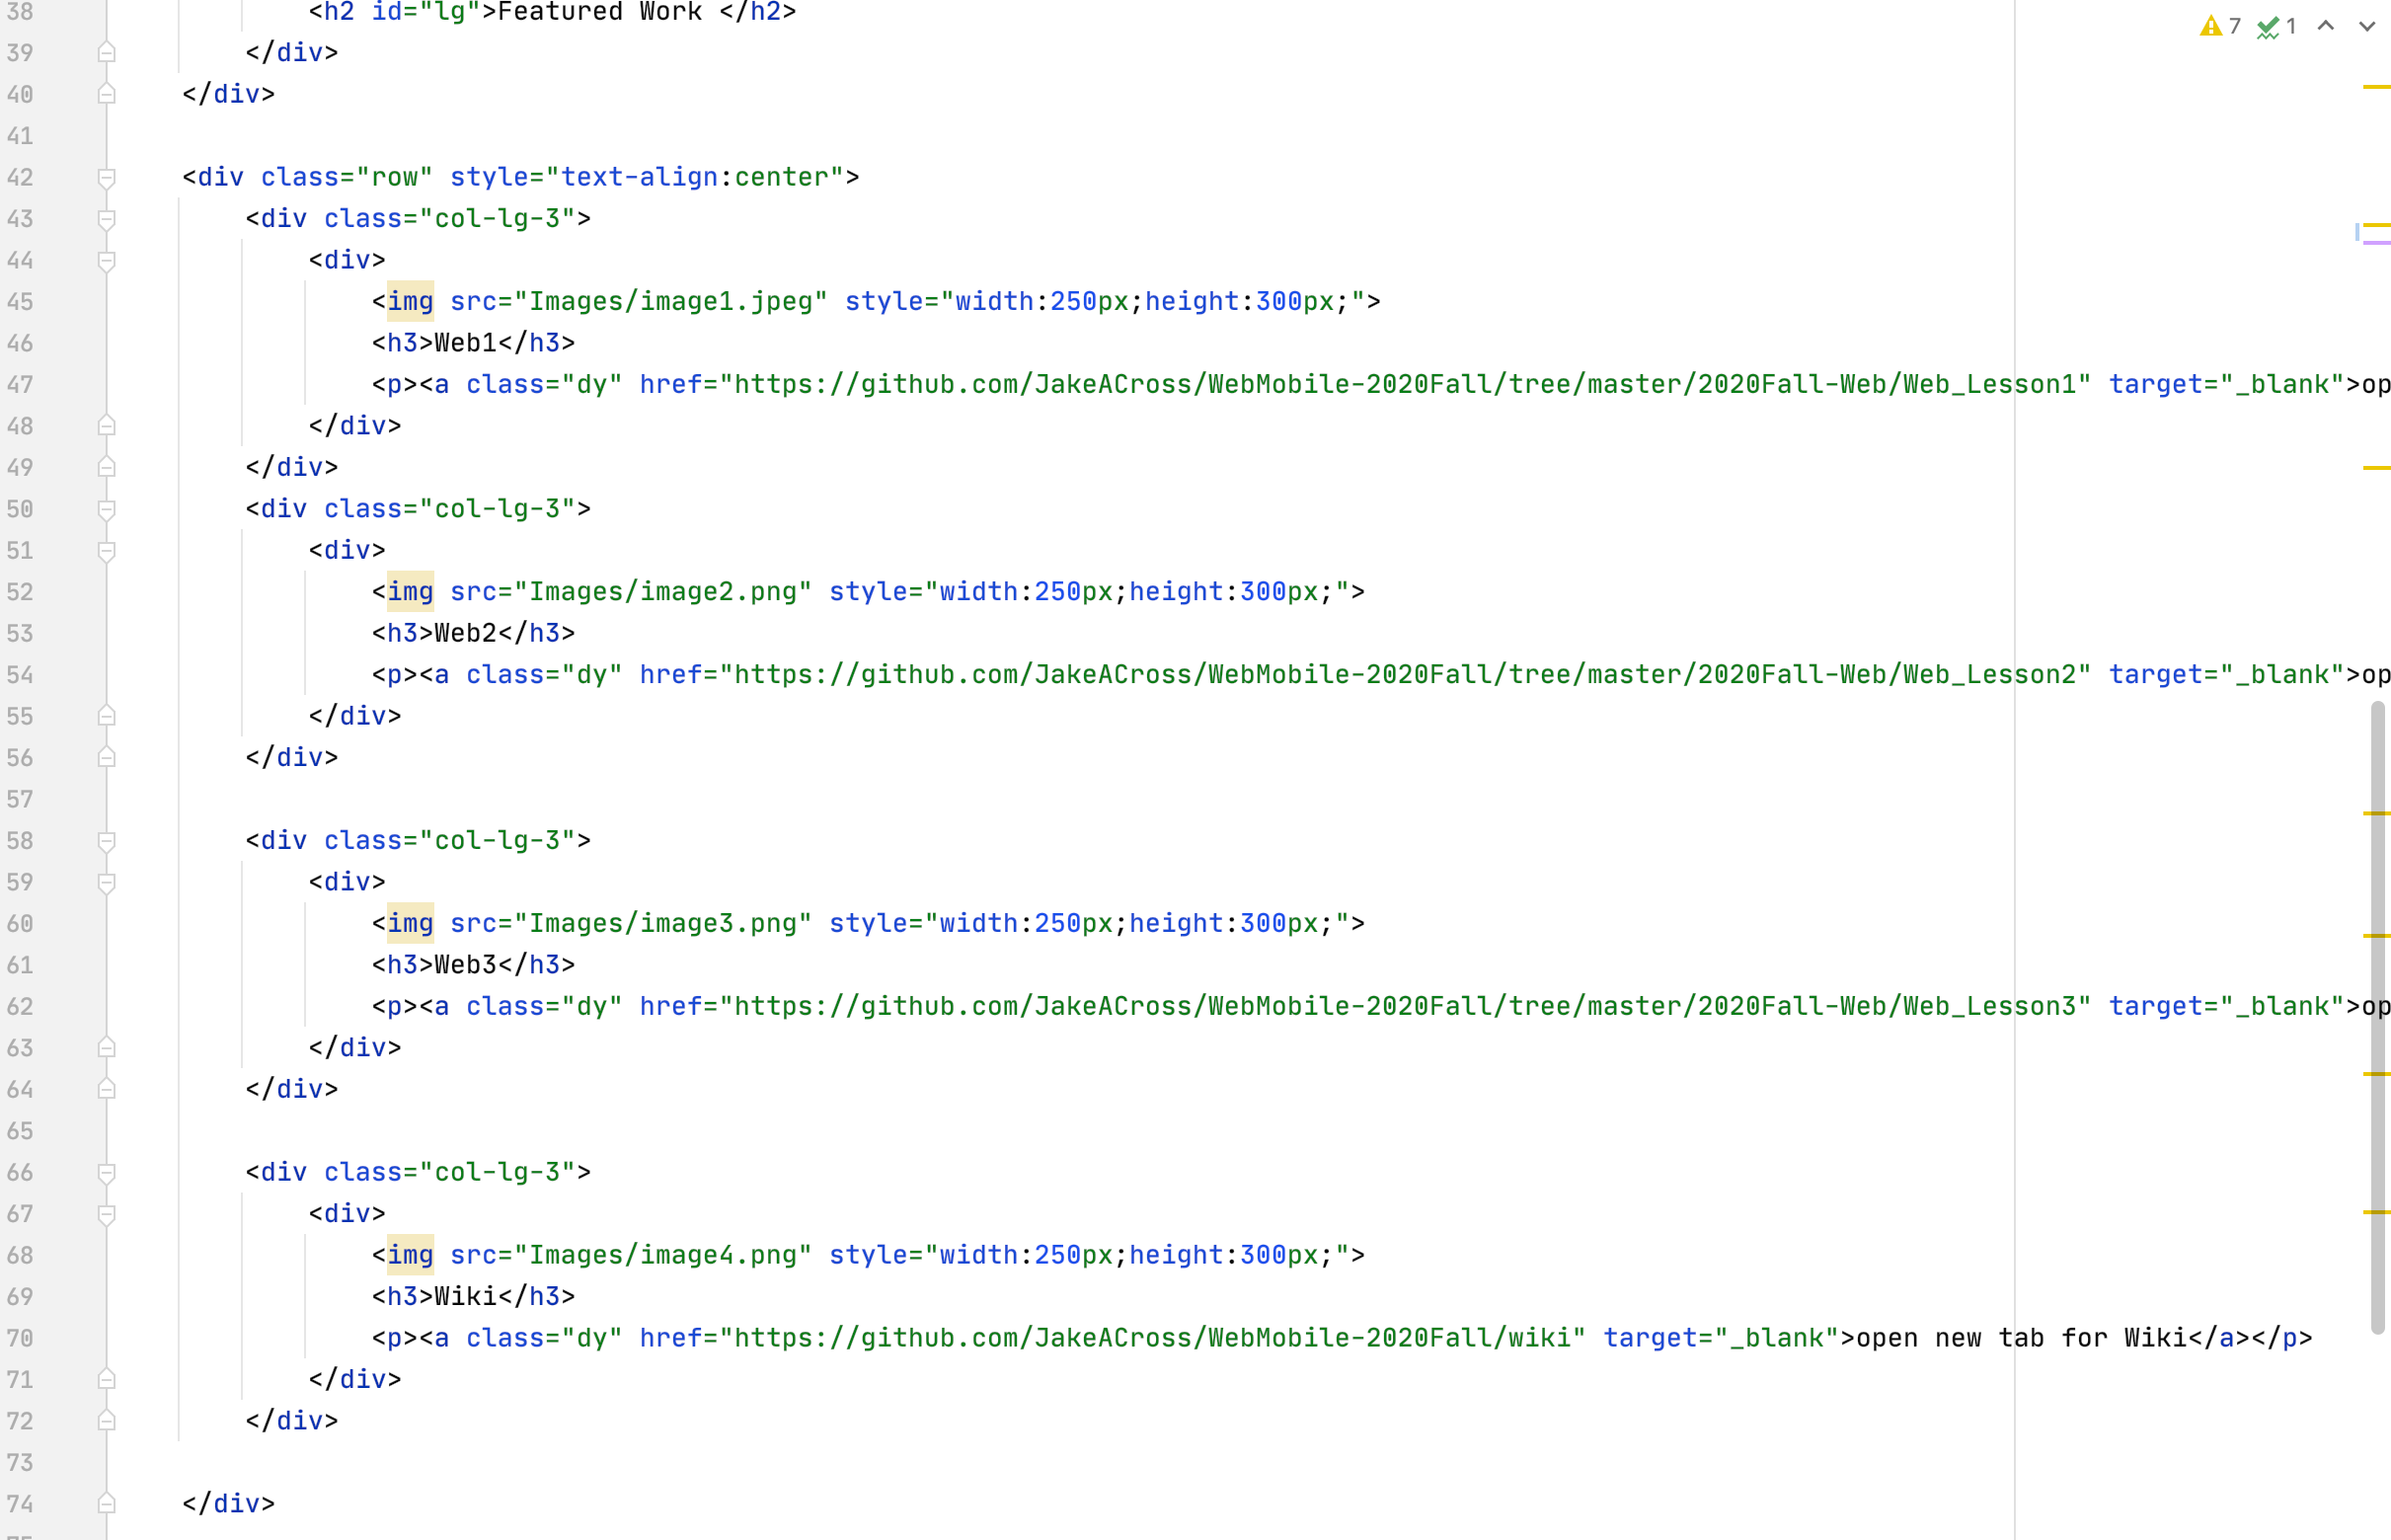 ⚠ 7 1
38 <h2 id="lg">Featured Work </h2>
39 </div>
40 </div>
41
42 <div class="row" style="text-align:center">
43 <div class="col-lg-3">
44 <div>
45 <img src="Images/image1.jpeg" style="width:250px;height:300px;">
46 <h3>Web1</h3>
47 <p><a class="dy" href="https://github.com/JakeACross/WebMobile-2020Fall/tree/master/2020Fall-Web/Web_Lesson1" target="_blank">op
48 </div>
49 </div>
50 <div class="col-lg-3">
51 <div>
52 <img src="Images/image2.png" style="width:250px;height:300px;">
53 <h3>Web2</h3>
54 <p><a class="dy" href="https://github.com/JakeACross/WebMobile-2020Fall/tree/master/2020Fall-Web/Web_Lesson2" target="_blank">op
55 </div>
56 </div>
57
58 <div class="col-lg-3">
59 <div>
60 <img src="Images/image3.png" style="width:250px;height:300px;">
61 <h3>Web3</h3>
62 <p><a class="dy" href="https://github.com/JakeACross/WebMobile-2020Fall/tree/master/2020Fall-Web/Web_Lesson3" target="_blank">op
63 </div>
64 </div>
65
66 <div class="col-lg-3">
67 <div>
68 <img src="Images/image4.png" style="width:250px;height:300px;">
69 <h3>Wiki</h3>
70 <p><a class="dy" href="https://github.com/JakeACross/WebMobile-2020Fall/wiki" target="_blank">open new tab for Wiki</a></p>
71 </div>
72 </div>
73
74 </div>